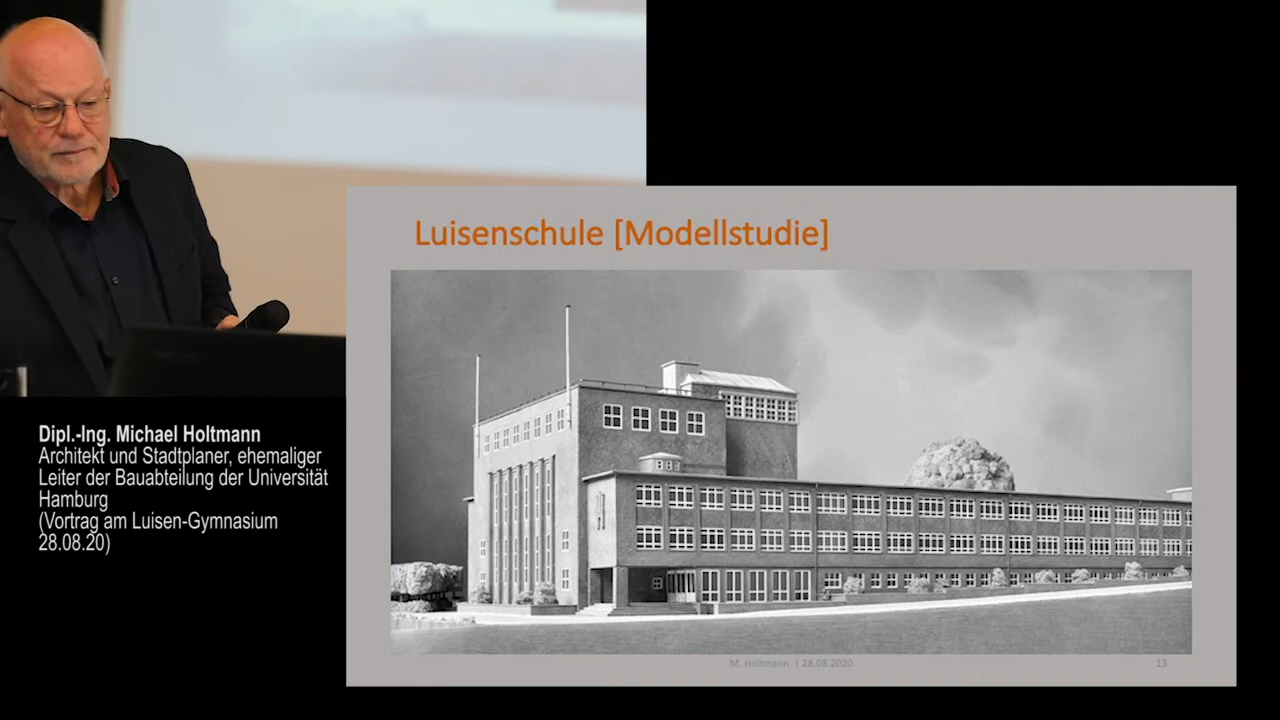 Luisenschule [Modellstudie]
Dipl.-Ing. Michael Holtmann
Architekt und Stadtplaner, ehemaliger
Leiter der Bauabteilung der Universität
Hamburg
(Vortrag am Luisen-Gymnasium
28.08.20)
M. Holtmann | 28.08.2020
13